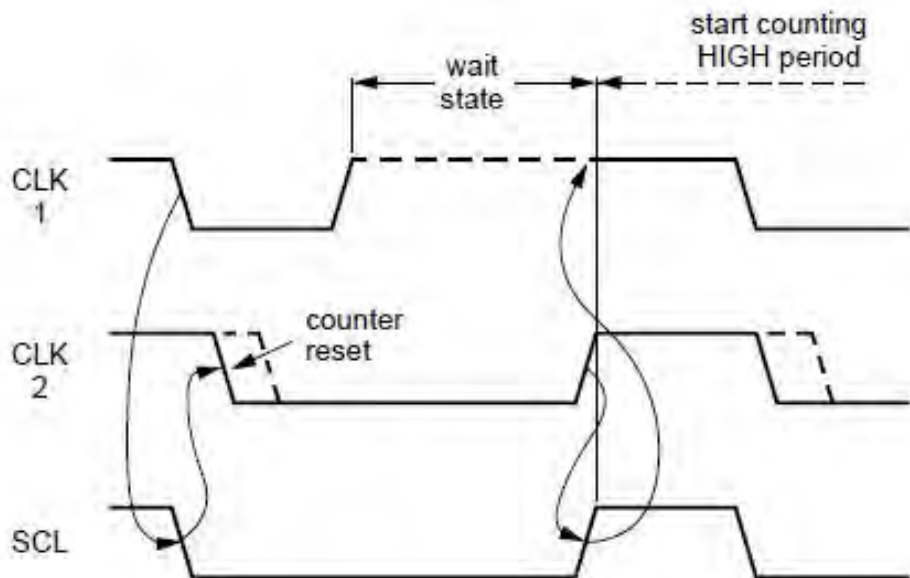 start counting
HIGH period
wait
state
CLK
1
counter
reset
CLK
2
SCL